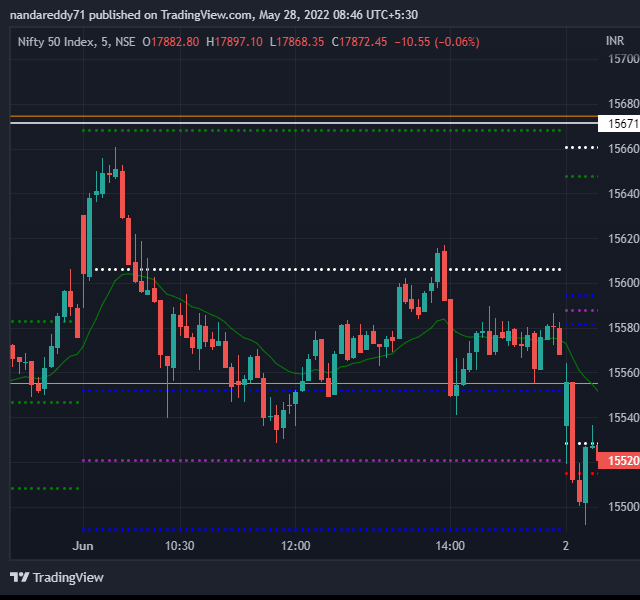 nandareddy71 published on TradingView.com, May 28, 2022 08:46 UTC+5:30
Nifty 50 Index, 5, NSE O17882.80 H17897.10 L17868.35 C17872.45 −10.55 (−0.06%)
INR
15700
15680
15671
15660
15640
15620
15600
15580
15560
15540
15520
15500
Jun 10:30 12:00 14:00 2
TradingView